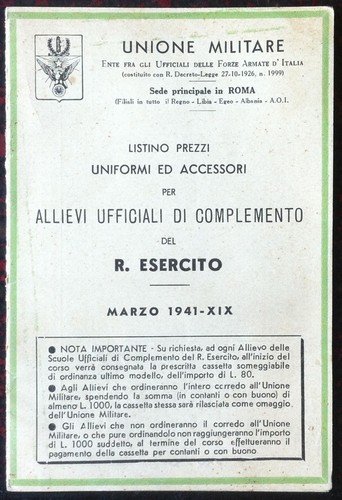 UNIONE MILITARE
ENTE FRA GLI UFFICIALI DELLE FORZE ARMATE D'ITALIA
(costituito con R. Decreto-Legge 27-10-1926, n. 1999)
Sede principale in ROMA
(Filiali in tutto il Regno - Libia - Egeo - Albania - A.O.I.
LISTINO PREZZI
UNIFORMI ED ACCESSORI
PER
ALLIEVI UFFICIALI DI COMPLEMENTO
DEL
R. ESERCITO
MARZO 1941-XIX
● NOTA IMPORTANTE - Su richiesta, ad ogni Allievo delle
Scuole Ufficiali di Complemento del R. Esercito, all'inizio del
corso verrà consegnata la prescritta cassetta someggiabile
di ordinanza ultimo modello, dell'importo di L. 80.
● Agli Allievi che ordineranno l'intero corredo all'Unione
Militare, spendendo la somma (in contanti o con buono) di
almeno L. 1000, la cassetta stessa sarà rilasciata come omaggio
dell'Unione Militare.
● Gli Allievi che non ordineranno il corredo all'Unione
Militare, o che pure ordinandolo non raggiungeranno l'importo
di L. 1000 suddetto, al termine del corso effettueranno il
pagamento della cassetta per contanti o con buono